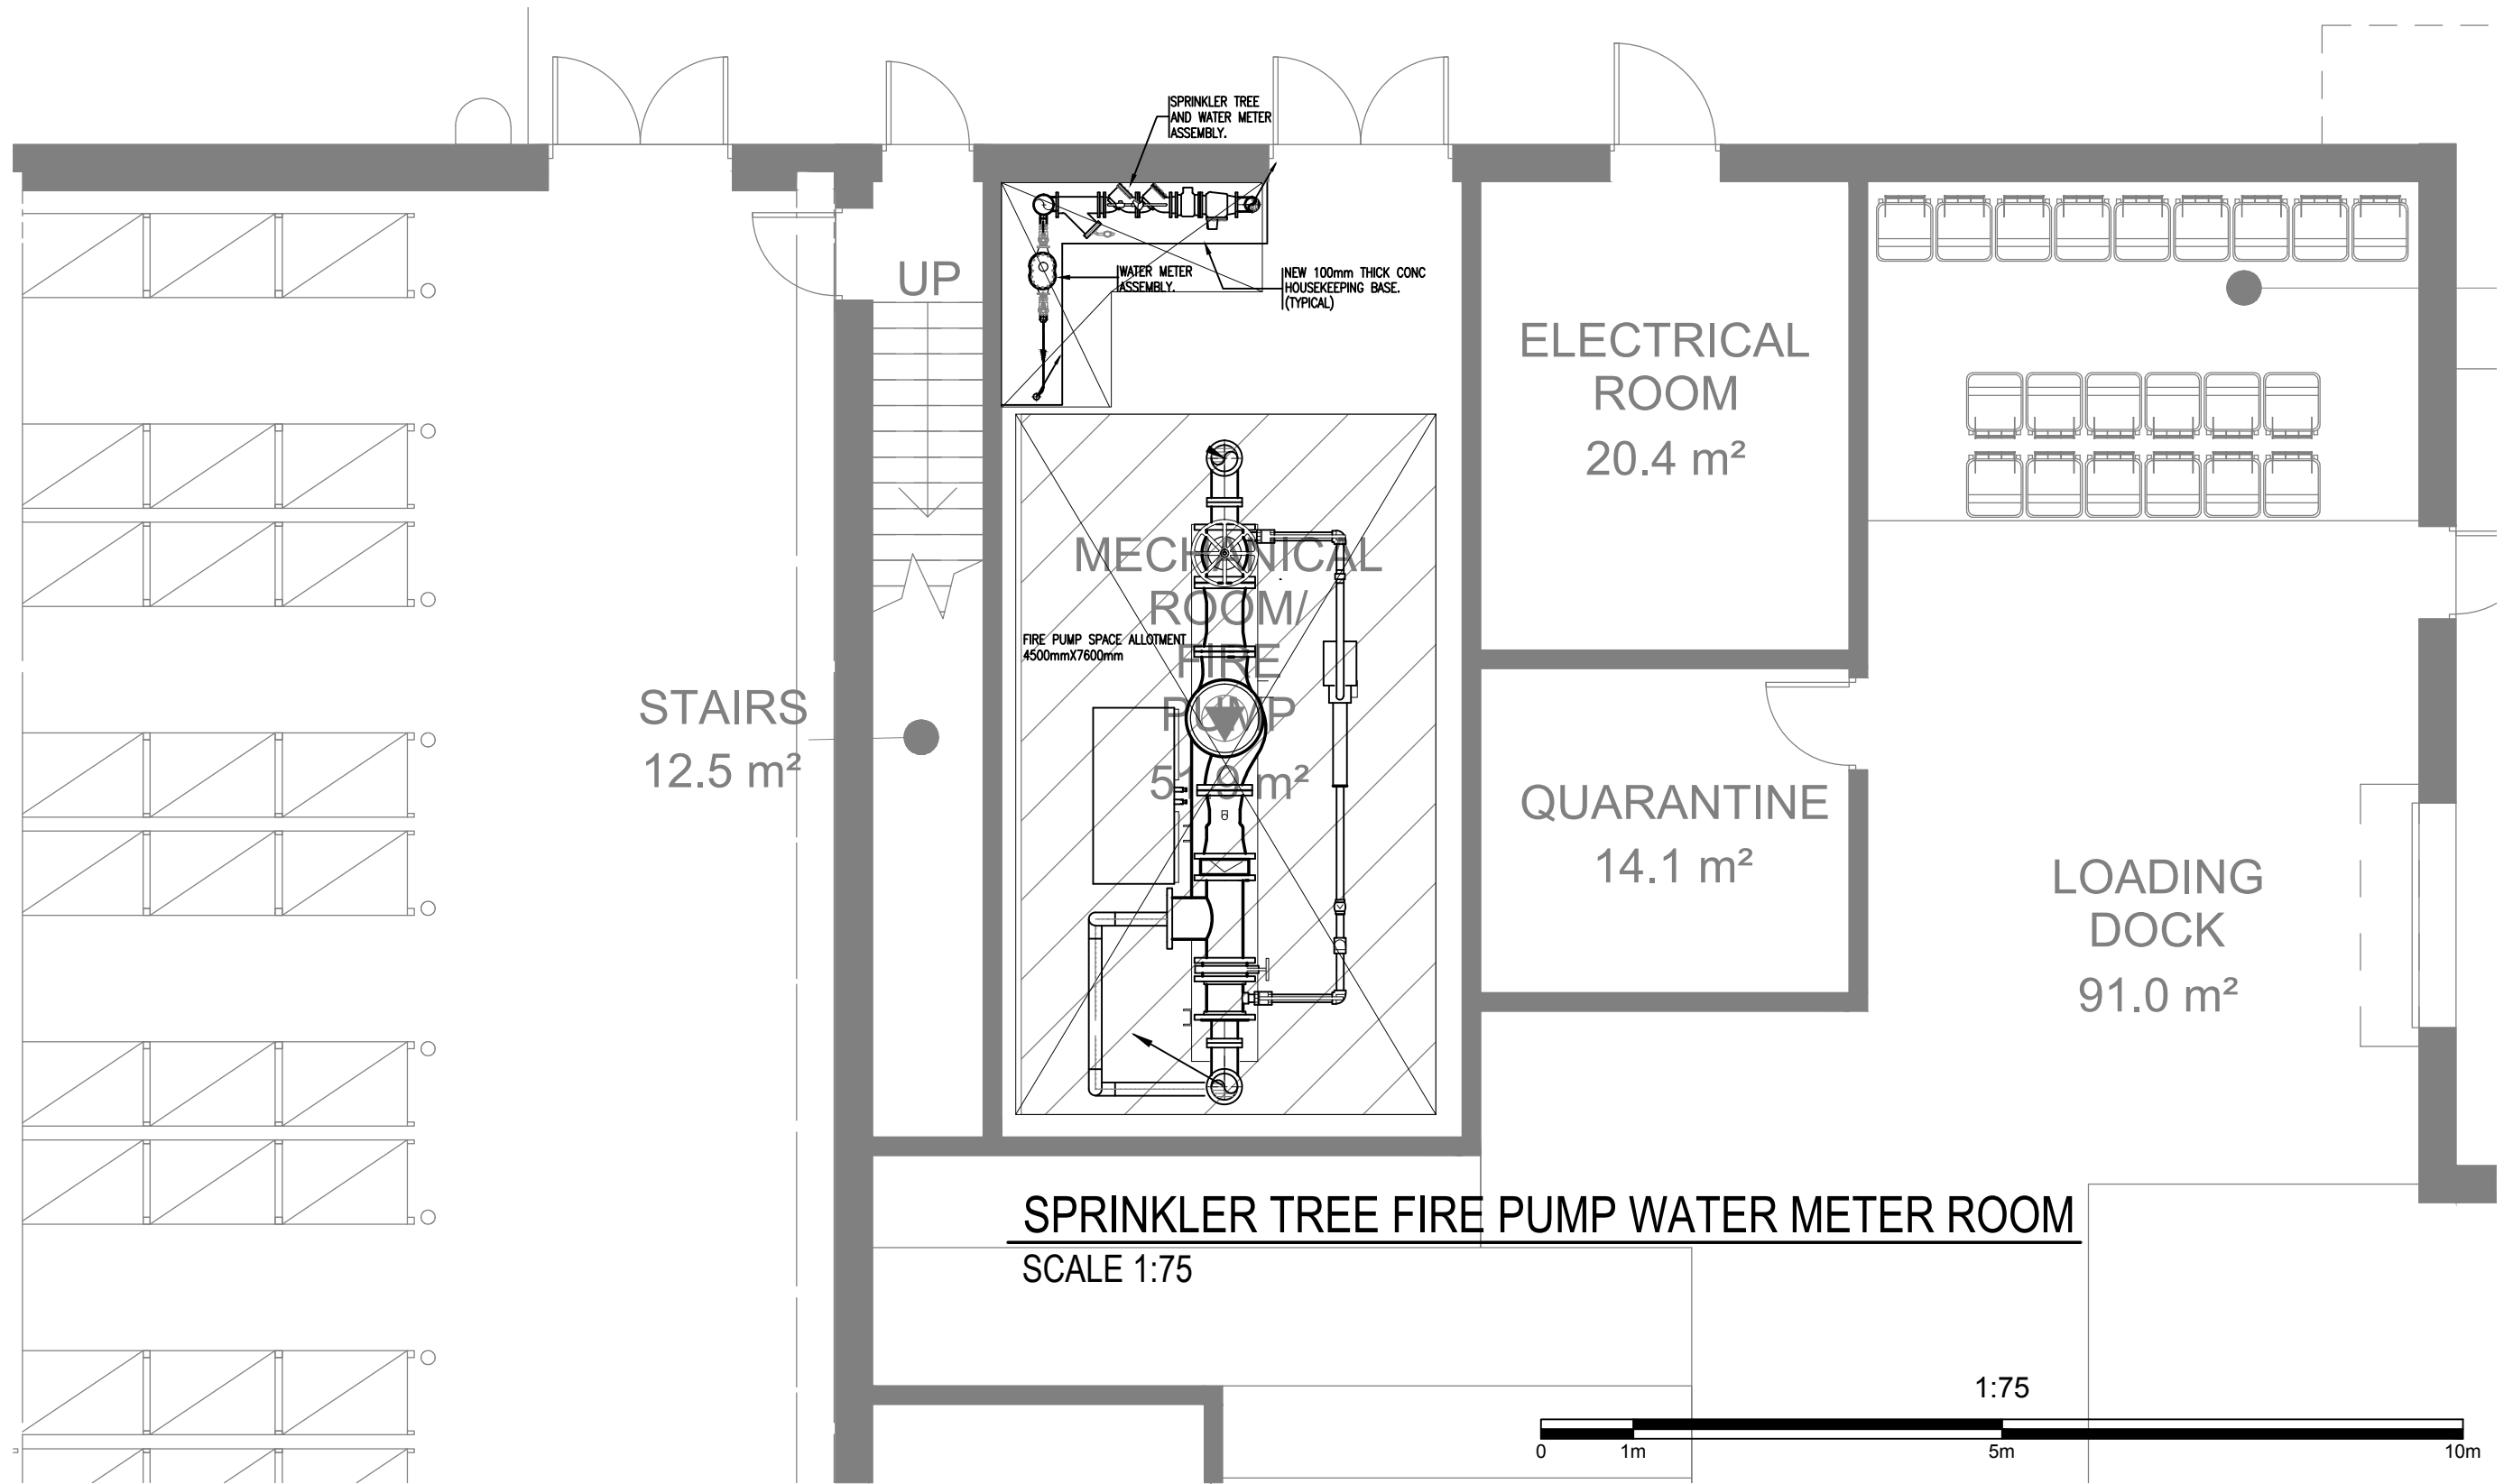 SPRINKLER TREE
AND WATER METER
ASSEMBLY.
UP
WATER METER
ASSEMBLY.
NEW 100mm THICK CONC
HOUSEKEEPING BASE.
(TYPICAL)
ELECTRICAL
ROOM
20.4 m²
MECHANICAL
ROOM/
FIRE
PUMP
51.9 m²
FIRE PUMP SPACE ALLOTMENT
4500mmX7600mm
STAIRS
12.5 m²
QUARANTINE
14.1 m²
LOADING
DOCK
91.0 m²
SPRINKLER TREE FIRE PUMP WATER METER ROOM
SCALE 1:75
1:75
0 1m 5m 10m